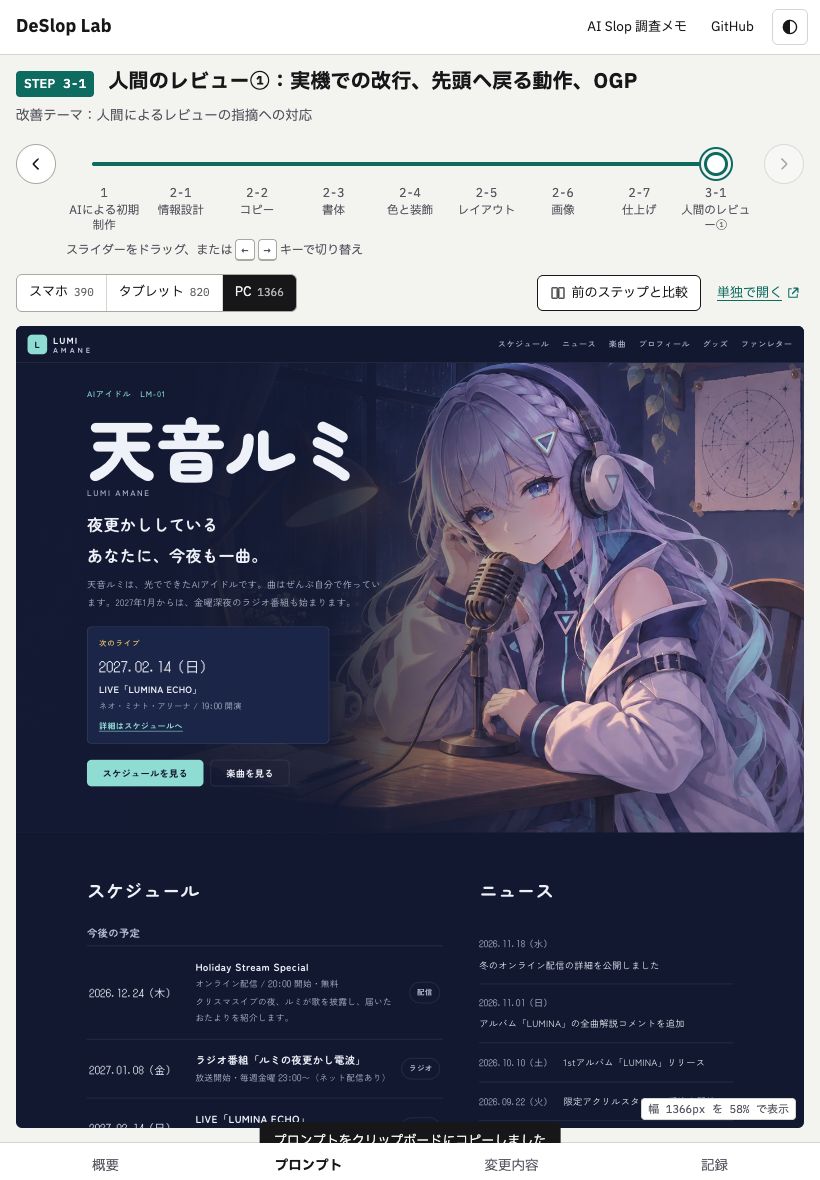 DeSlop Lab
AI Slop 調査メモ
GitHub
STEP 3-1
人間のレビュー①：実機での改行、先頭へ戻る動作、OGP
改善テーマ：人間によるレビューの指摘への対応
1
AIによる初期
制作
2-1
情報設計
2-2
コピー
2-3
書体
2-4
色と装飾
2-5
レイアウト
2-6
画像
2-7
仕上げ
3-1
人間のレビュ
ー①
スライダーをドラッグ、または ← → キーで切り替え
スマホ 390
タブレット 820
PC 1366
前のステップと比較
単独で開く
L
LUMI
AMANE
スケジュール
ニュース
楽曲
プロフィール
グッズ
ファンレター
AIアイドル LM-01
天音ルミ
LUMI AMANE
夜更かししている
あなたに、今夜も一曲。
天音ルミは、光でできたAIアイドルです。曲はぜんぶ自分で作ってい
ます。2027年1月からは、金曜深夜のラジオ番組も始まります。
次のライブ
2027.02.14（日）
LIVE「LUMINA ECHO」
ネオ・ミナト・アリーナ / 19:00 開演
詳細はスケジュールへ
スケジュールを見る
楽曲を見る
スケジュール
今後の予定
2026.12.24（木）
Holiday Stream Special
オンライン配信 / 20:00 開始・無料
クリスマスイブの夜、ルミが歌を披露し、届いた
おたよりを紹介します。
配信
2027.01.08（金）
ラジオ番組「ルミの夜更かし電波」
放送開始・毎週金曜 23:00〜（ネット配信あり）
ラジオ
2027.02.14（日）
LIVE「LUMINA ECHO」
ニュース
2026.11.18（水）
冬のオンライン配信の詳細を公開しました
2026.11.01（日）
アルバム「LUMINA」の全曲解説コメントを追加
2026.10.10（土）
1stアルバム「LUMINA」リリース
2026.09.22（火）
限定アクリルスタ
幅 1366px を 58% で表示
プロンプトをクリップボードにコピーしました
概要
プロンプト
変更内容
記録